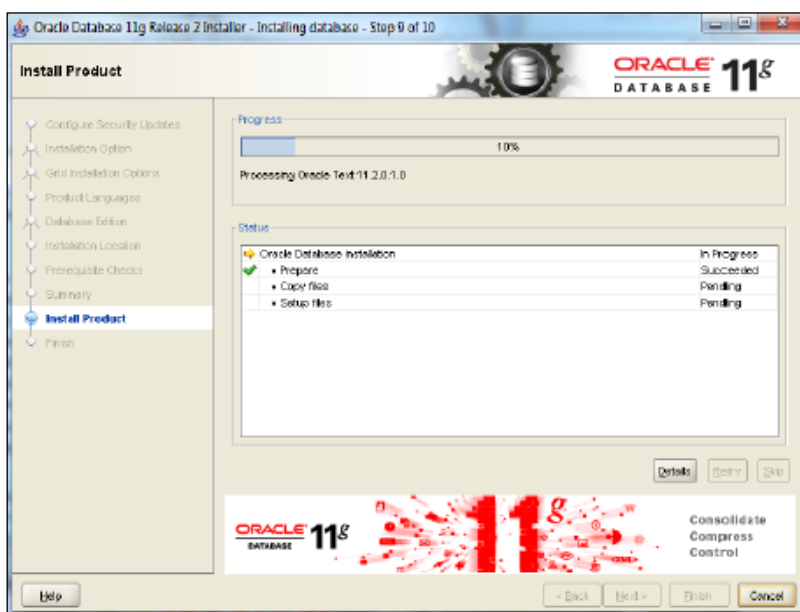 Oracle Database 11g Release 2 Installer - Installing database - Step 9 of 10
Install Product
ORACLE
DATABASE 11g
Configure Security Updates
Installation Option
Grid Installation Options
Product Languages
Database Edition
Installation Location
Prerequisite Checks
Summary
Install Product
Finish
Progress
10%
Processing Oracle Text 11.2.0.1.0
Status
Oracle Database installation In Progress
• Prepare Succeeded
• Copy files Pending
• Setup files Pending
Details Retry Skip
ORACLE
DATABASE 11g
11g
Consolidate
Compress
Control
Help < Back Next > Finish Cancel